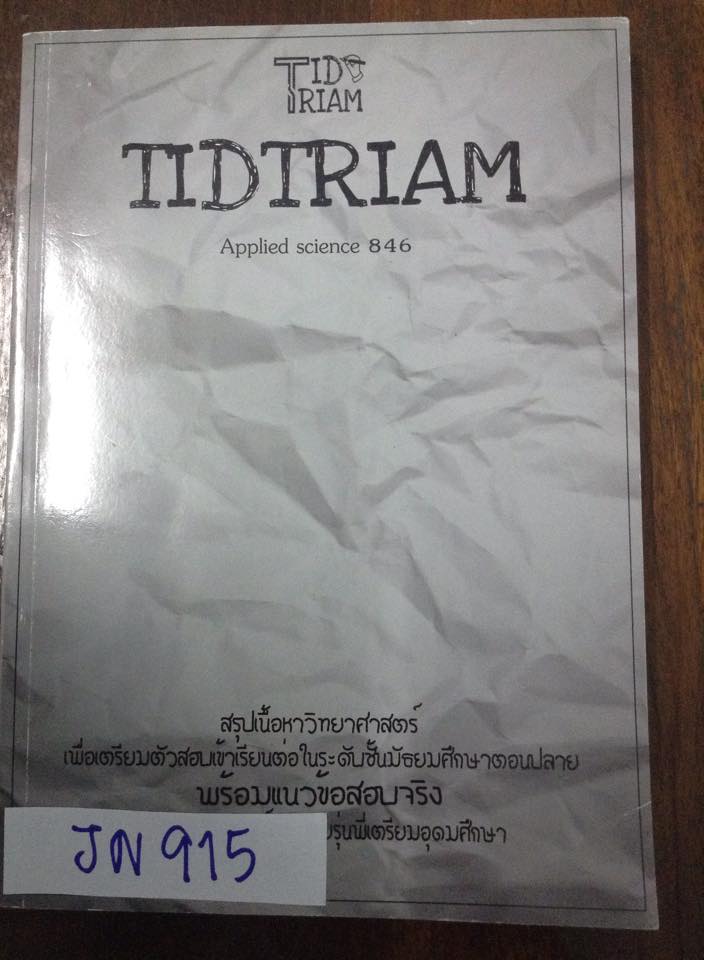 TID
TRIAM
TIDTRIAM
Applied science 846
สรุปเนื้อหาวิทยาศาสตร์
เพื่อเตรียมตัวสอบเข้าเรียนต่อในระดับชั้นมัธยมศึกษาตอนปลาย
พร้อมแนวข้อสอบจริง
รุ่นพี่เตรียมอุดมศึกษา
JN 915